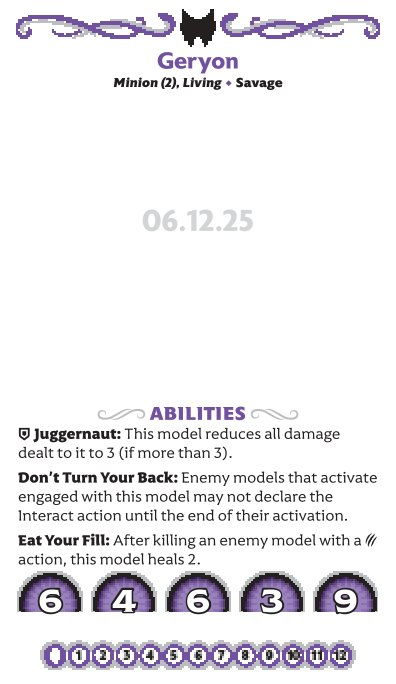 Geryon
Minion (2), Living ◆ Savage
06.12.25
ABILITIES
Juggernaut: This model reduces all damage
dealt to it to 3 (if more than 3).
Don't Turn Your Back: Enemy models that activate
engaged with this model may not declare the
Interact action until the end of their activation.
Eat Your Fill: After killing an enemy model with a
action, this model heals 2.
6 4 6 3 9
1 2 3 4 5 6 7 8 9 10 11 12